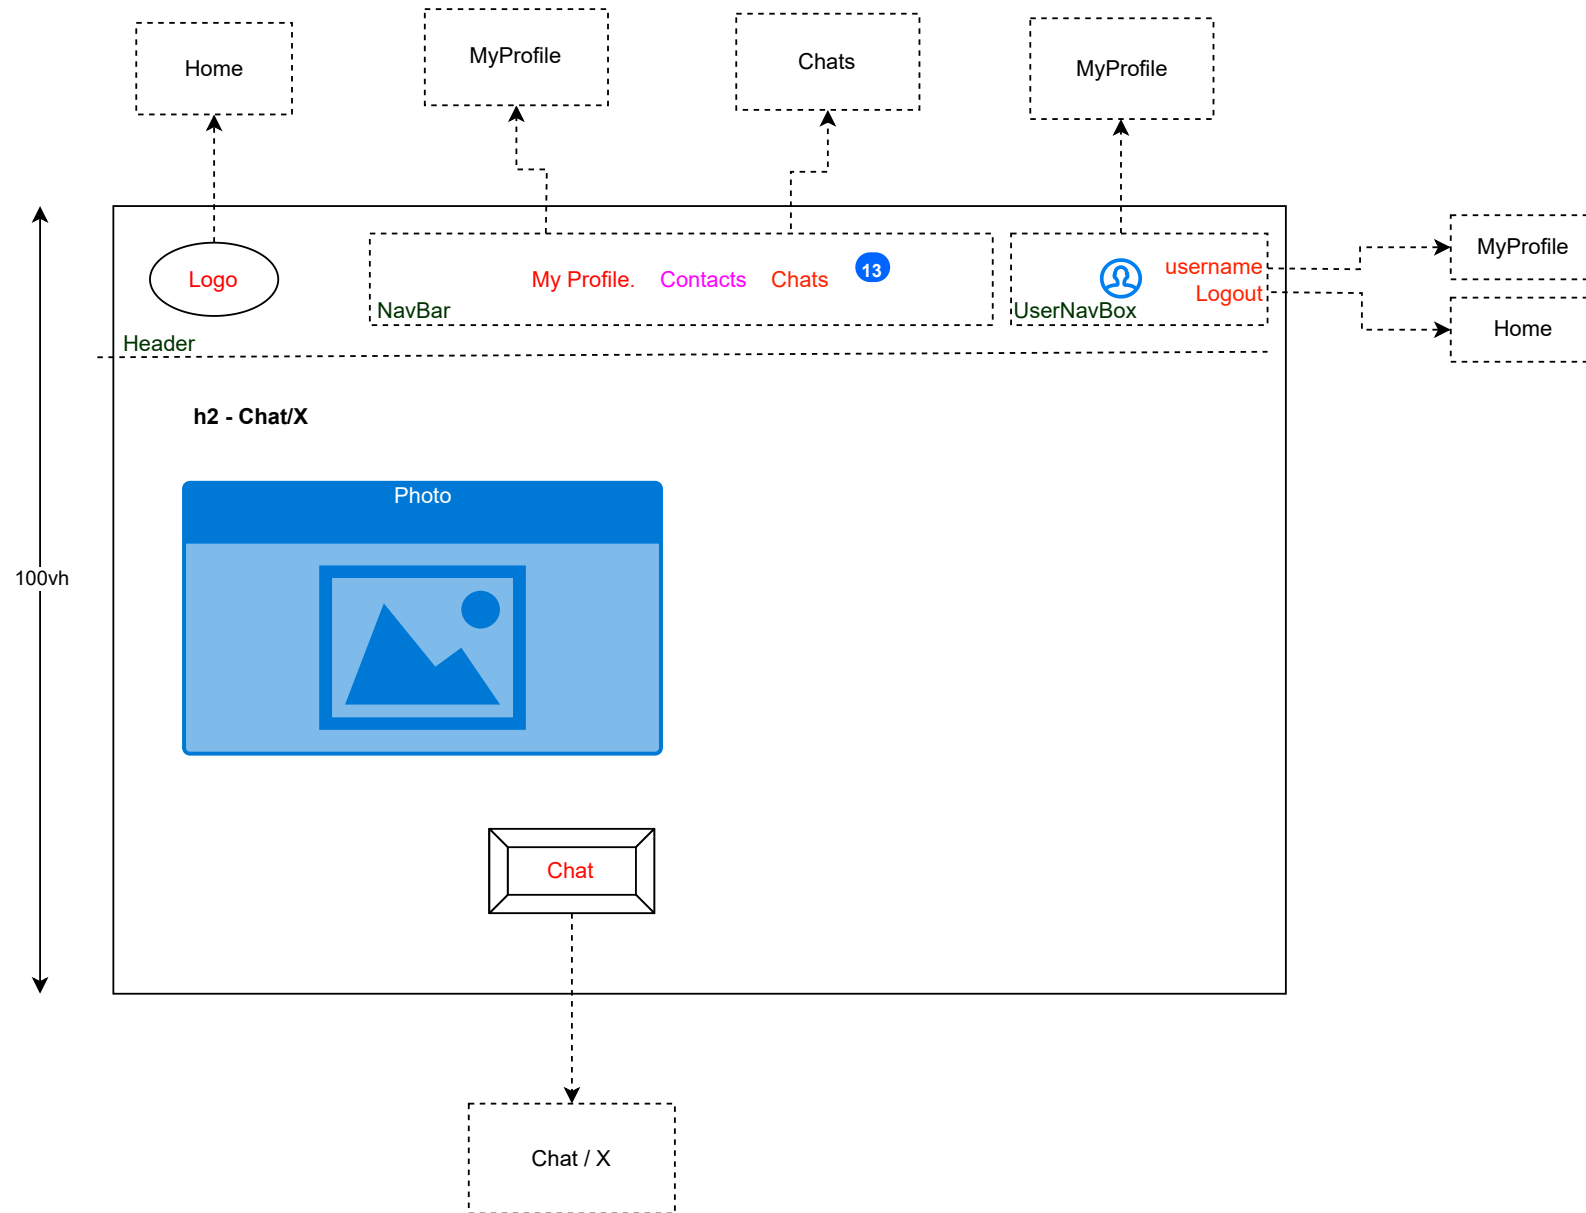 Home
MyProfile
Chats
MyProfile
Logo
My Profile.
Contacts
Chats
13
NavBar
username
Logout
UserNavBox
MyProfile
Home
Header
h2 - Chat/X
Photo
100vh
Chat
Chat / X